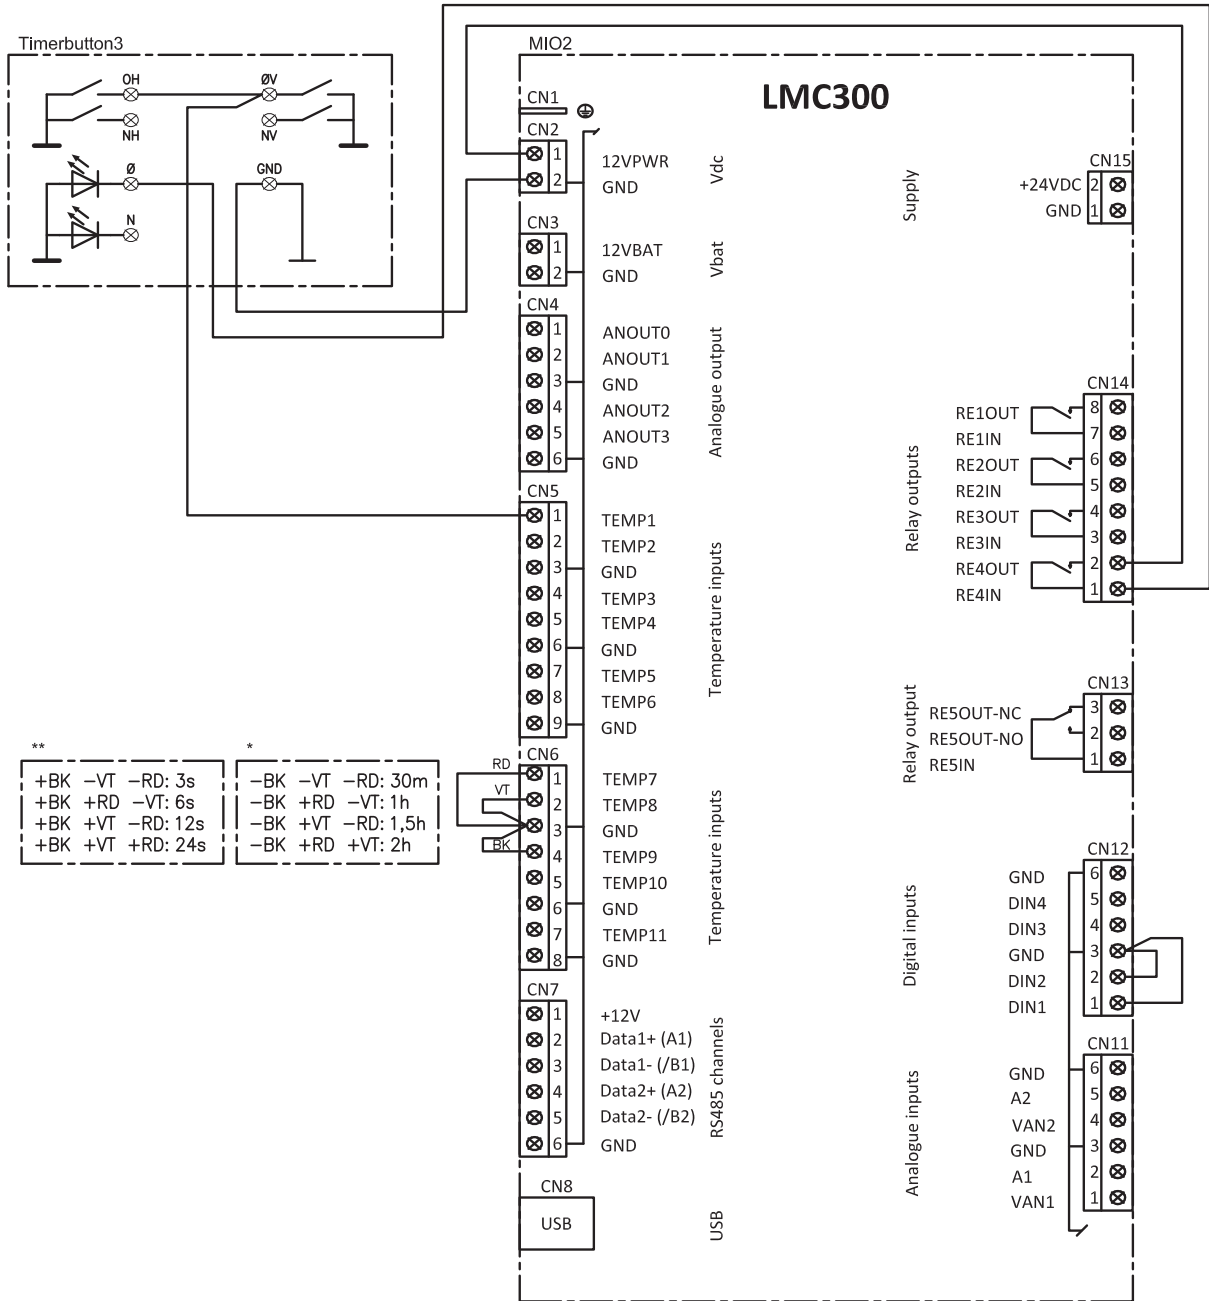 Timerbutton3
OH
NH
ØV
NV
Ø
N
GND
MIO2
LMC300
CN1
CN2
1 12VPWR
2 GND
Vdc
CN3
1 12VBAT
2 GND
Vbat
CN4
1 ANOUT0
2 ANOUT1
3 GND
4 ANOUT2
5 ANOUT3
6 GND
Analogue output
CN5
1 TEMP1
2 TEMP2
3 GND
4 TEMP3
5 TEMP4
6 GND
7 TEMP5
8 TEMP6
9 GND
Temperature inputs
**
+BK -VT -RD: 3s
+BK +RD -VT: 6s
+BK +VT -RD: 12s
+BK +VT +RD: 24s
*
-BK -VT -RD: 30m
-BK +RD -VT: 1h
-BK +VT -RD: 1,5h
-BK +RD +VT: 2h
RD
VT
BK
CN6
1 TEMP7
2 TEMP8
3 GND
4 TEMP9
5 TEMP10
6 GND
7 TEMP11
8 GND
Temperature inputs
CN7
1 +12V
2 Data1+ (A1)
3 Data1- (/B1)
4 Data2+ (A2)
5 Data2- (/B2)
6 GND
RS485 channels
CN8
USB
USB
CN15
+24VDC 2
GND 1
Supply
CN14
RE1OUT 8
RE1IN 7
RE2OUT 6
RE2IN 5
RE3OUT 4
RE3IN 3
RE4OUT 2
RE4IN 1
Relay outputs
CN13
RE5OUT-NC 3
RE5OUT-NO 2
RE5IN 1
Relay output
CN12
GND 6
DIN4 5
DIN3 4
GND 3
DIN2 2
DIN1 1
Digital inputs
CN11
GND 6
A2 5
VAN2 4
GND 3
A1 2
VAN1 1
Analogue inputs